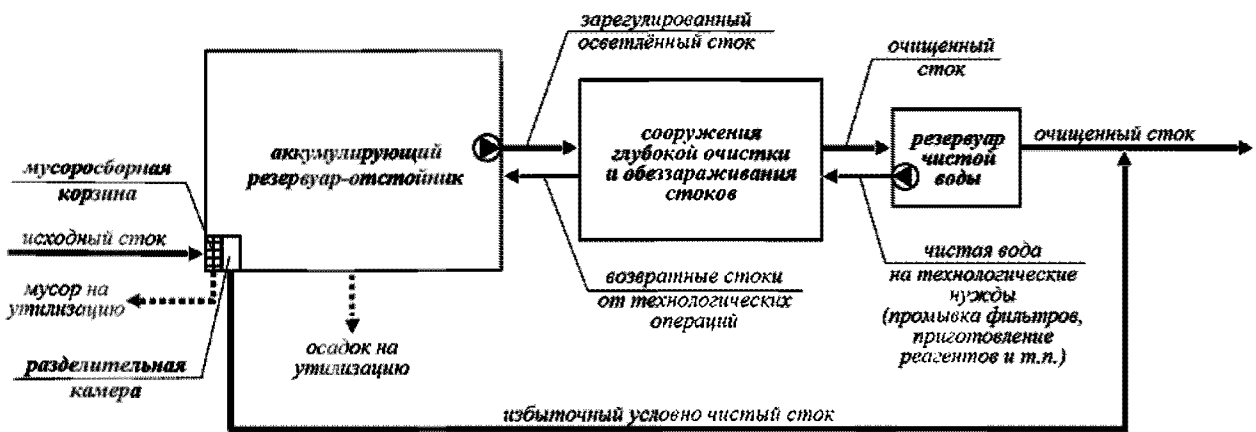 зарегулированный
осветлённый сток
очищенный
сток
аккумулирующий
резервуар-отстойник
сооружения
глубокой очистки
и обеззараживания
стоков
резервуар
чистой
воды
очищенный сток
мусоросборная
корзина
исходный сток
мусор на
утилизацию
разделительная
камера
осадок на
утилизацию
возвратные стоки
от технологических
операций
чистая вода
на технологические
нужды
(промывка фильтров,
приготовление
реагентов и т.п.)
избыточный условно чистый сток